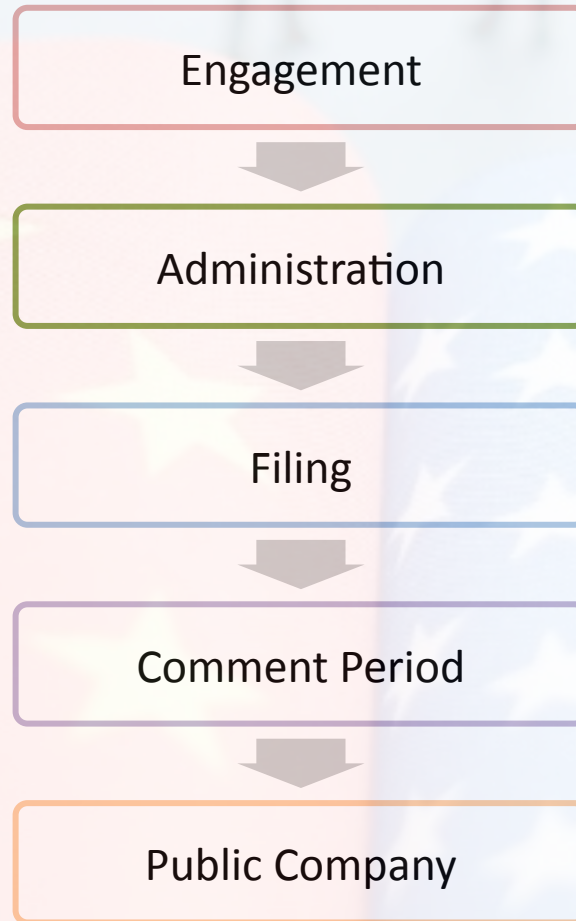 Engagement
Administration
Filing
Comment Period
Public Company